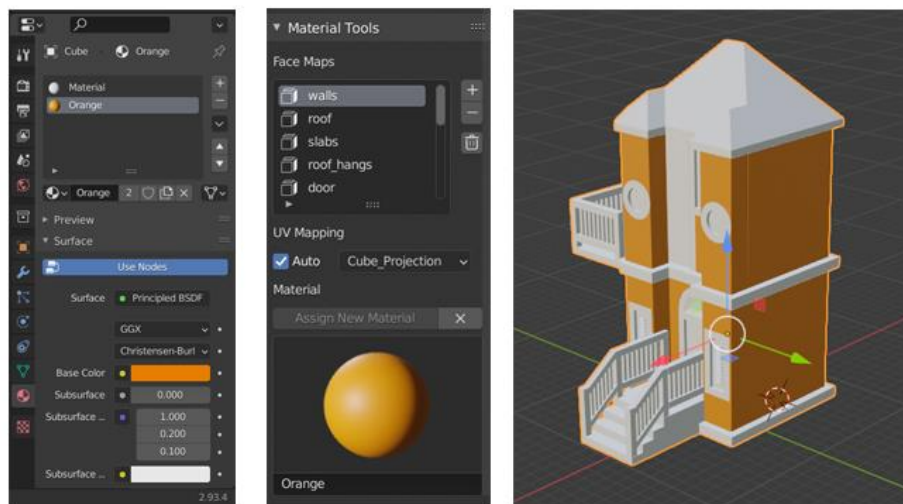 Cube
Orange
Material
Orange
Orange
2
Preview
Surface
Use Nodes
Surface
Principled BSDF
GGX
Christensen-Burl
Base Color
Subsurface
0.000
Subsurface ...
1.000
0.200
0.100
Subsurface ...
2.93.4
Material Tools
Face Maps
walls
roof
slabs
roof_hangs
door
UV Mapping
Auto
Cube_Projection
Material
Assign New Material
Orange